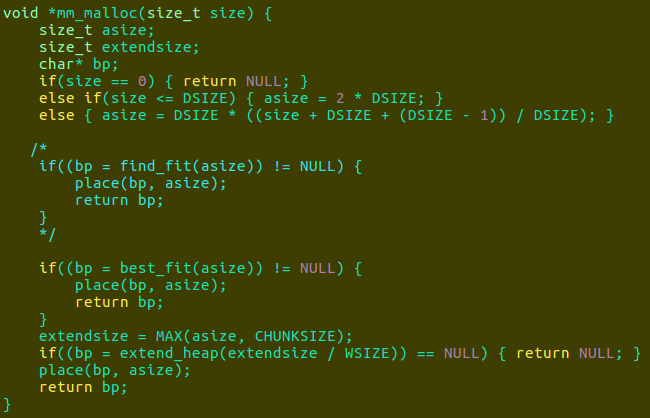 void *mm_malloc(size_t size) {
    size_t asize;
    size_t extendsize;
    char* bp;
    if(size == 0) { return NULL; }
    else if(size <= DSIZE) { asize = 2 * DSIZE; }
    else { asize = DSIZE * ((size + DSIZE + (DSIZE - 1)) / DSIZE); }
   /*
    if((bp = find_fit(asize)) != NULL) {
        place(bp, asize);
        return bp;
    }
    */
    if((bp = best_fit(asize)) != NULL) {
        place(bp, asize);
        return bp;
    }
    extendsize = MAX(asize, CHUNKSIZE);
    if((bp = extend_heap(extendsize / WSIZE)) == NULL) { return NULL; }
    place(bp, asize);
    return bp;
}